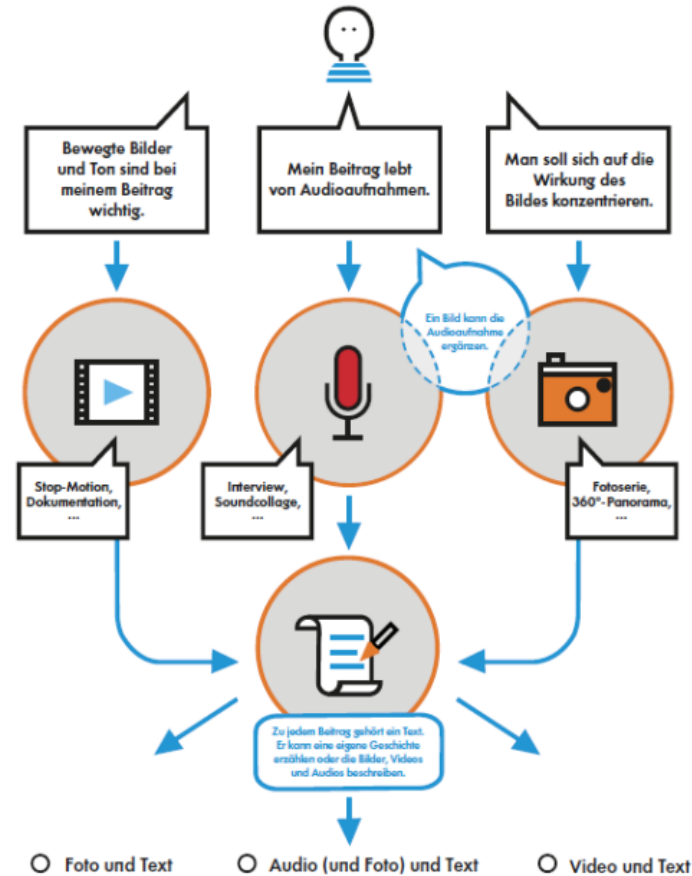 Bewegte Bilder
und Ton sind bei
meinem Beitrag
wichtig.
Mein Beitrag lebt
von Audioaufnahmen.
Man soll sich auf die
Wirkung des
Bildes konzentrieren.
Ein Bild kann die
Audioaufnahme
ergänzen.
Stop-Motion,
Dokumentation,
...
Interview,
Soundcollage,
...
Fotoserie,
360°-Panorama,
...
Zu jedem Beitrag gehört ein Text.
Er kann eine eigene Geschichte
erzählen oder die Bilder, Videos
und Audios beschreiben.
Foto und Text
Audio (und Foto) und Text
Video und Text